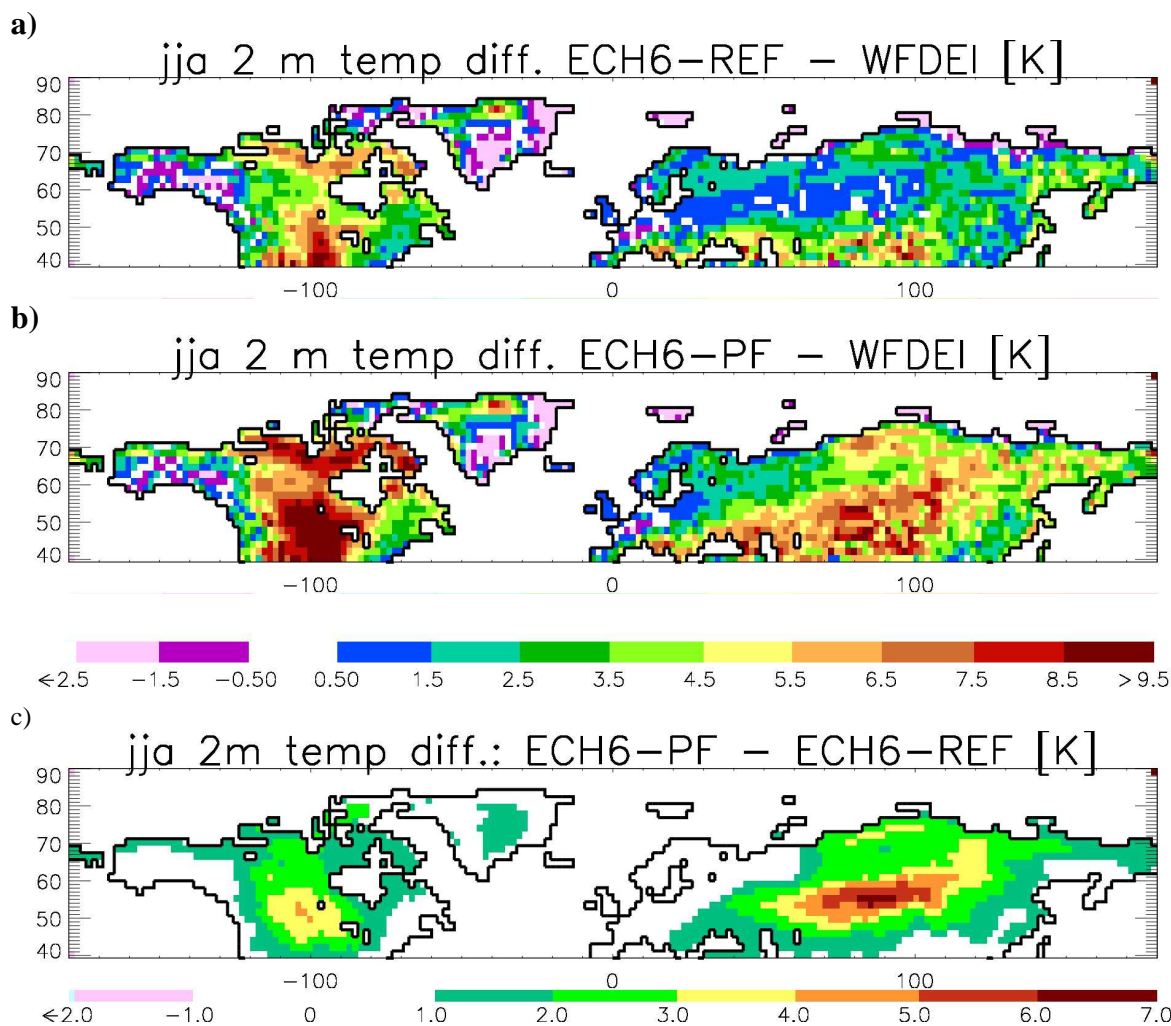 a)
jja 2 m temp diff. ECH6-REF - WFDEI [K]
90
80
70
60
50
40
-100 0 100
b)
jja 2 m temp diff. ECH6-PF - WFDEI [K]
90
80
70
60
50
40
-100 0 100
<-2.5 -1.5 -0.50 0.50 1.5 2.5 3.5 4.5 5.5 6.5 7.5 8.5 >9.5
c)
jja 2m temp diff.: ECH6-PF - ECH6-REF [K]
90
80
70
60
50
40
-100 0 100
<-2.0 -1.0 0 1.0 2.0 3.0 4.0 5.0 6.0 7.0